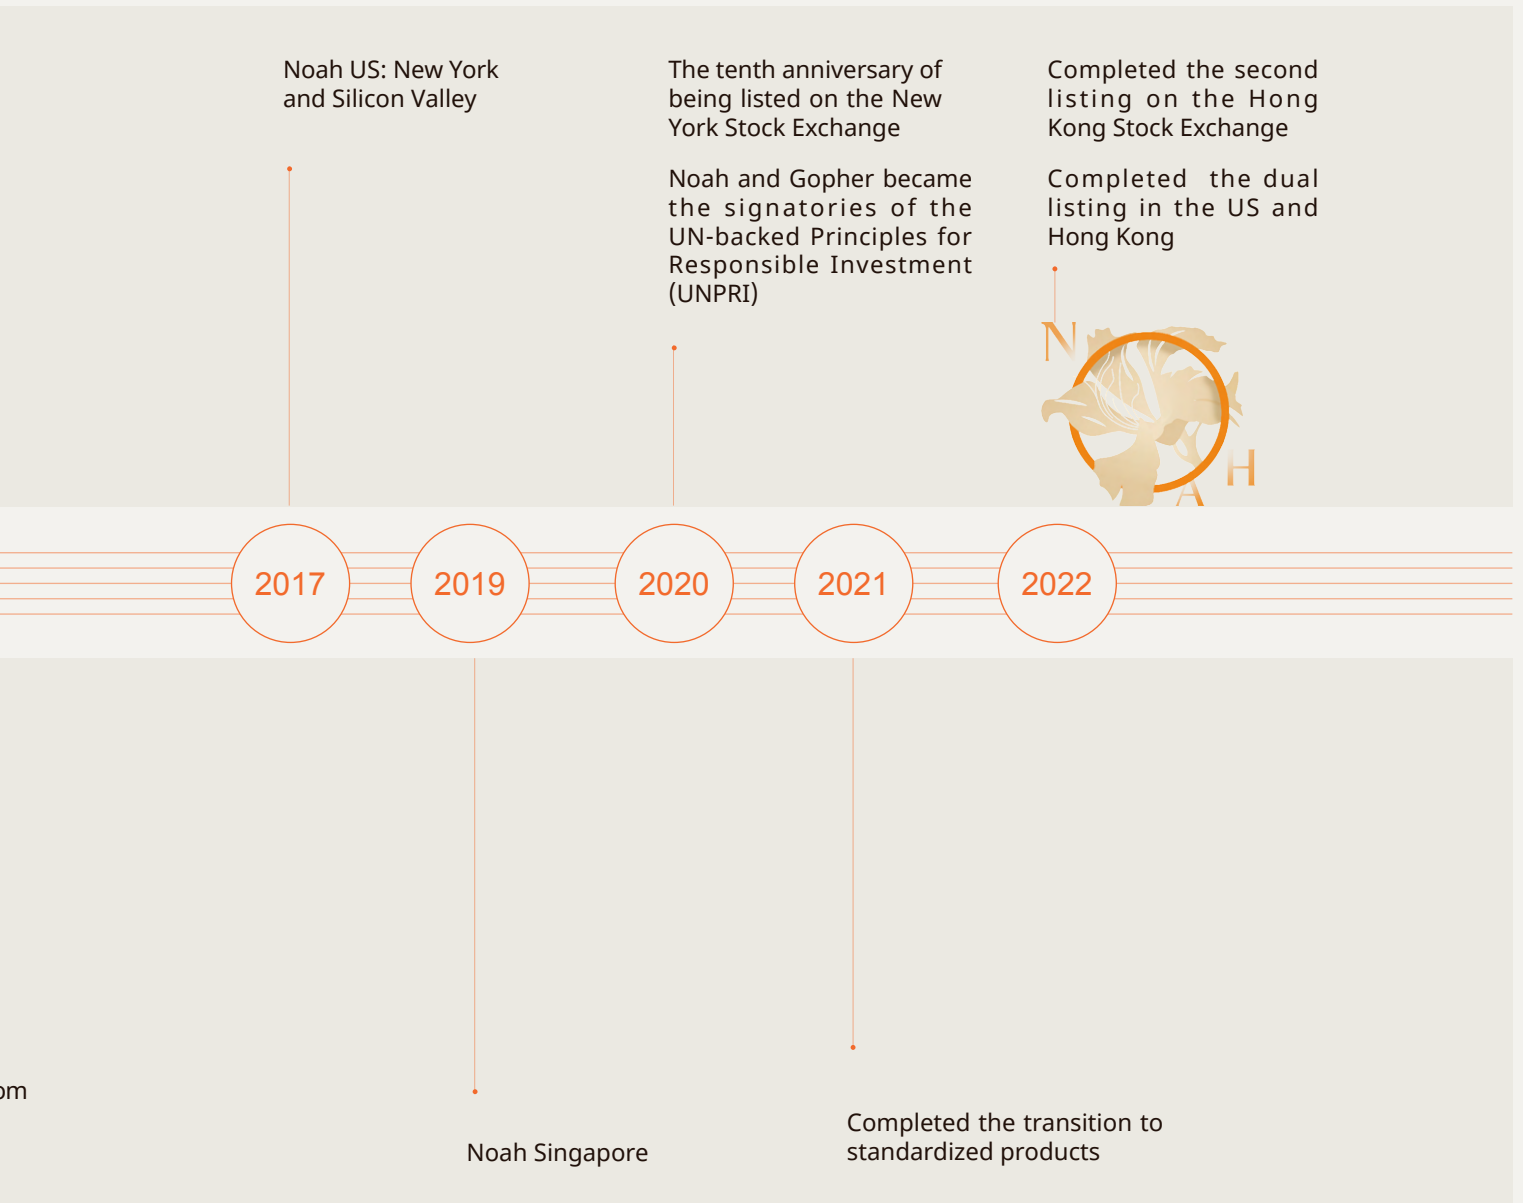 Noah US: New York
and Silicon Valley
The tenth anniversary of
being listed on the New
York Stock Exchange
Noah and Gopher became
the signatories of the
UN-backed Principles for
Responsible Investment
(UNPRI)
Completed the second
listing on the Hong
Kong Stock Exchange
Completed the dual
listing in the US and
Hong Kong
N
A H
2017
2019
2020
2021
2022
om
Noah Singapore
Completed the transition to
standardized products